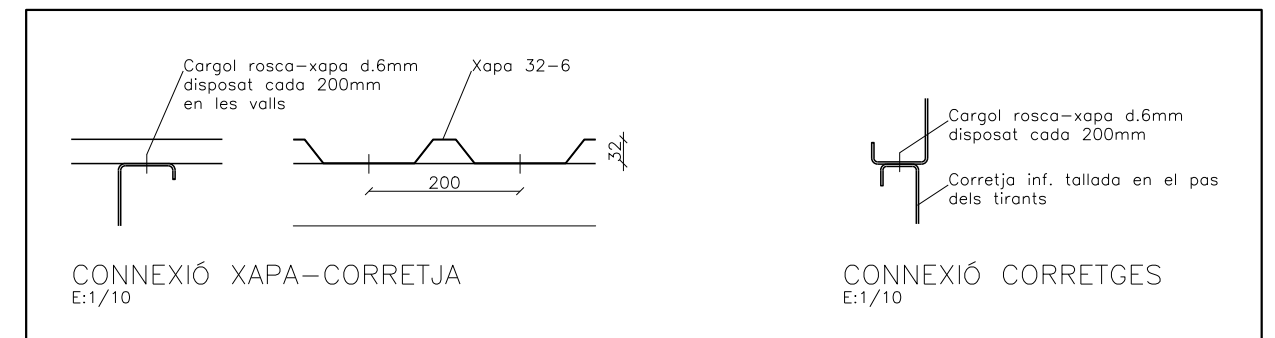 Cargol rosca-xapa d.6mm
disposat cada 200mm
en les valls
Xapa 32-6
32
200
CONNEXIÓ XAPA-CORRETJA
E:1/10
Cargol rosca-xapa d.6mm
disposat cada 200mm
Corretja inf. tallada en el pas
dels tirants
CONNEXIÓ CORRETGES
E:1/10